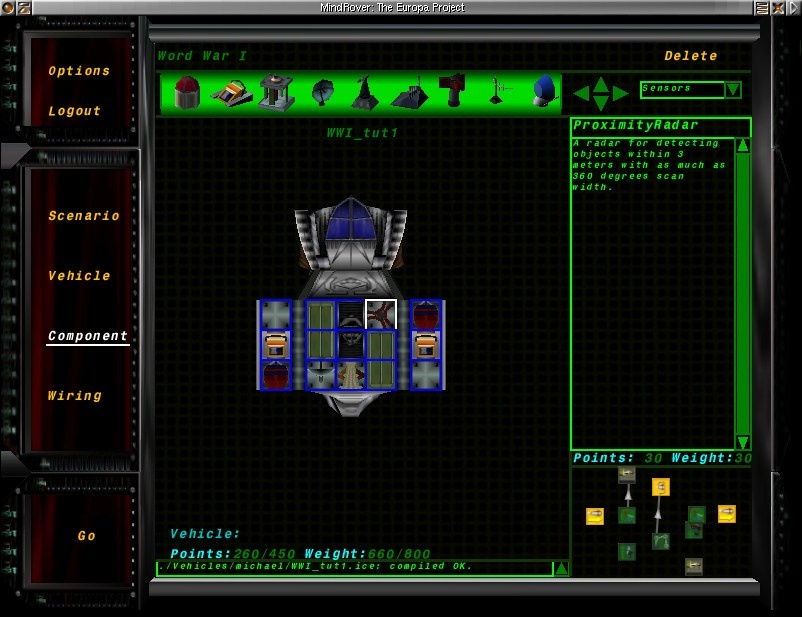 MindRover: The Europa Project
Word War I
Delete
Options
Logout
Sensors
WWI_tut1
ProximityRadar
A radar for detecting
objects within 3
meters with as much as
360 degrees scan
width.
Scenario
Vehicle
Component
Wiring
Points: 30 Weight:30
Go
Vehicle:
Points:260/450 Weight:660/800
./Vehicles/michael/WWI_tut1.ice: compiled OK.